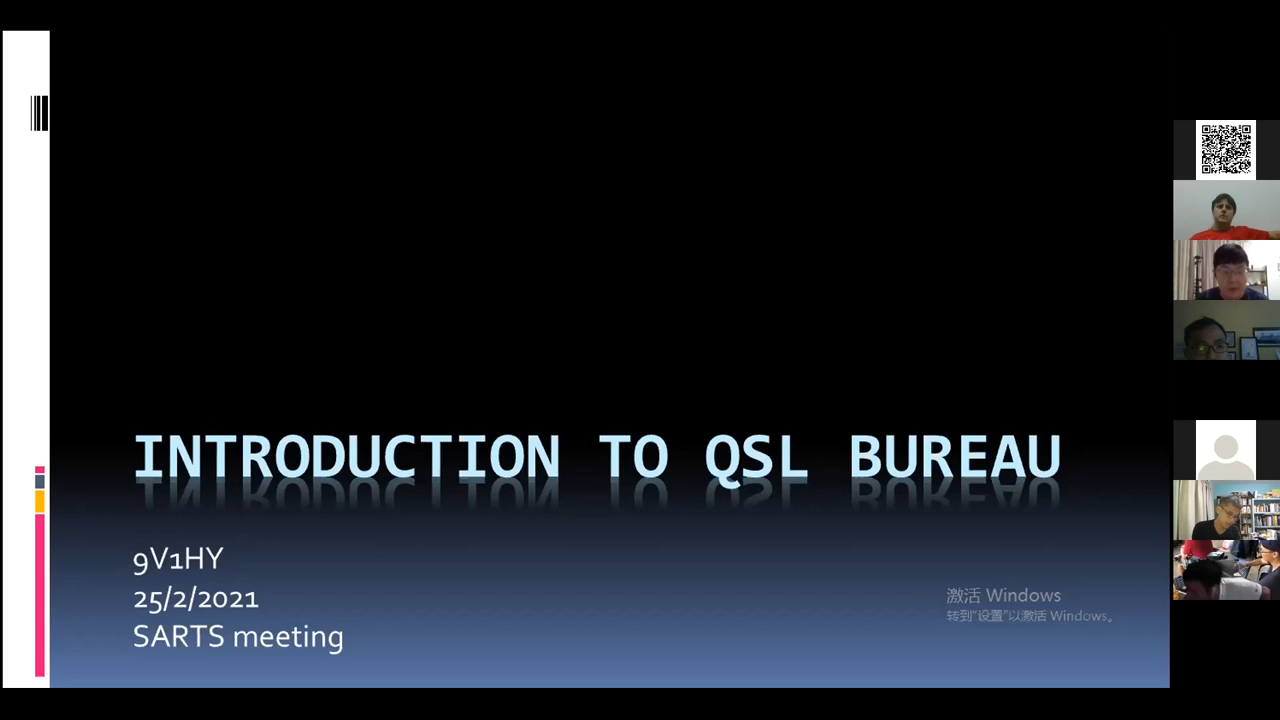 INTRODUCTION TO QSL BUREAU
9V1HY
25/2/2021
SARTS meeting
激活 Windows
转到“设置”以激活 Windows。